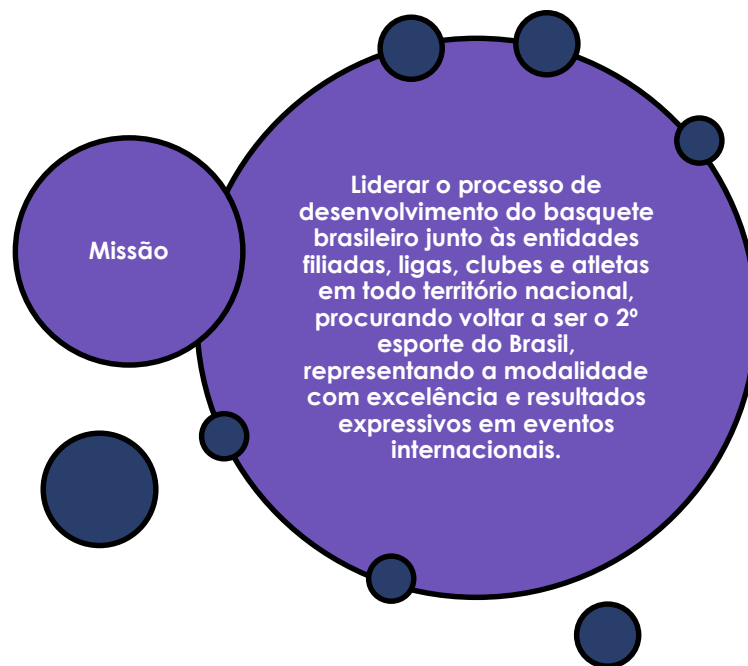 Missão
Liderar o processo de
desenvolvimento do basquete
brasileiro junto às entidades
filiadas, ligas, clubes e atletas
em todo território nacional,
procurando voltar a ser o 2º
esporte do Brasil,
representando a modalidade
com excelência e resultados
expressivos em eventos
internacionais.